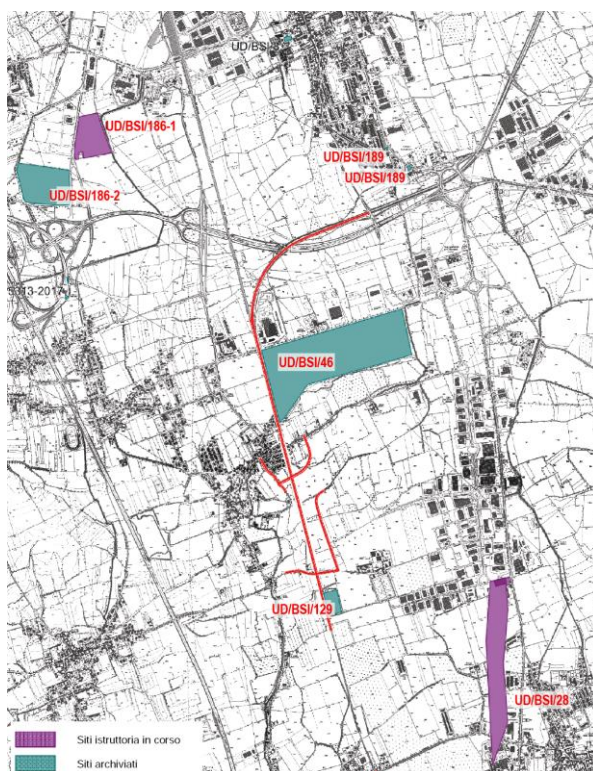 UD/BSI/
UD/BSI/186-1
UD/BSI/189
UD/BSI/189
UD/BSI/186-2
UD/BSI/46
UD/BSI/129
UD/BSI/28
Siti istruttoria in corso
Siti archiviati